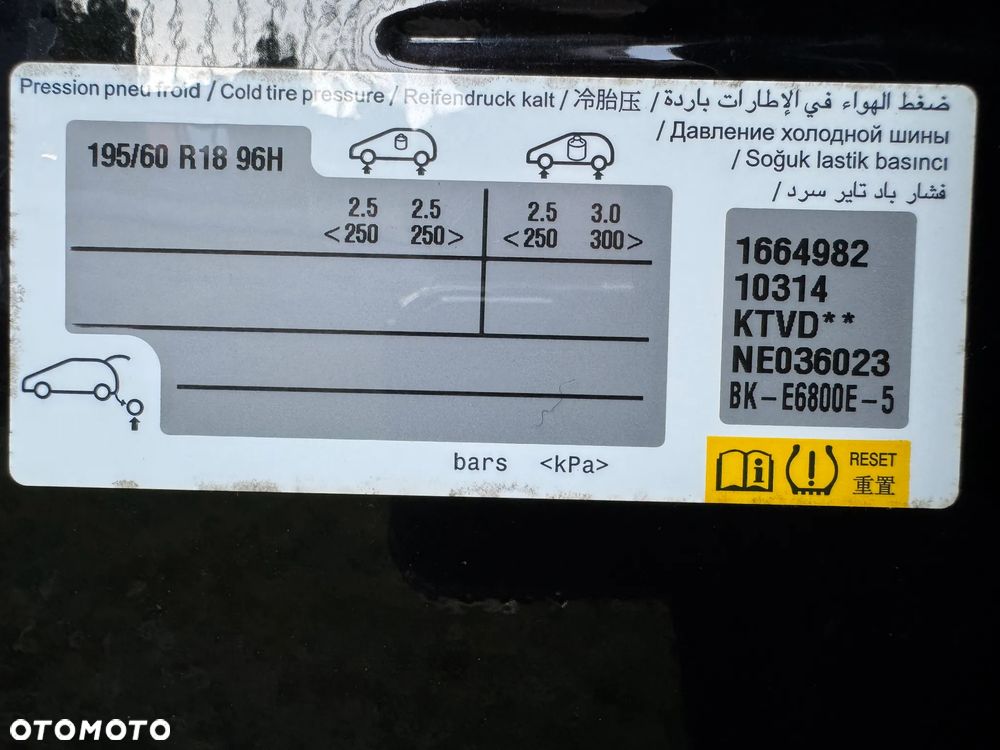 Pression pneu froid / Cold tire pressure / Reifendruck kalt / 冷胎压 / ضغط الهواء في الإطارات باردة
/ Давление холодной шины
/ Soğuk lastik basıncı
/ فشار باد تاير سرد
195/60 R18 96H
2.5 2.5 2.5 3.0
<250 250> <250 300>
1664982
10314
KTVD**
NE036023
BK-E6800E-5
bars <kPa>
RESET
重置
OTOMOTO